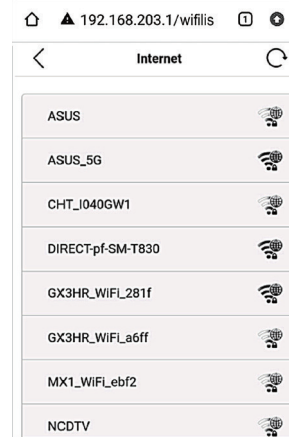 192.168.203.1/wifilis 1
Internet
ASUS
ASUS_5G
CHT_I040GW1
DIRECT-pf-SM-T830
GX3HR_WiFi_281f
GX3HR_WiFi_a6ff
MX1_WiFi_ebf2
NCDTV